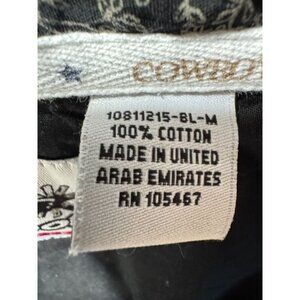 COWBO
10811215-BL-M
100% COTTON
MADE IN UNITED
ARAB EMIRATES
RN 105467